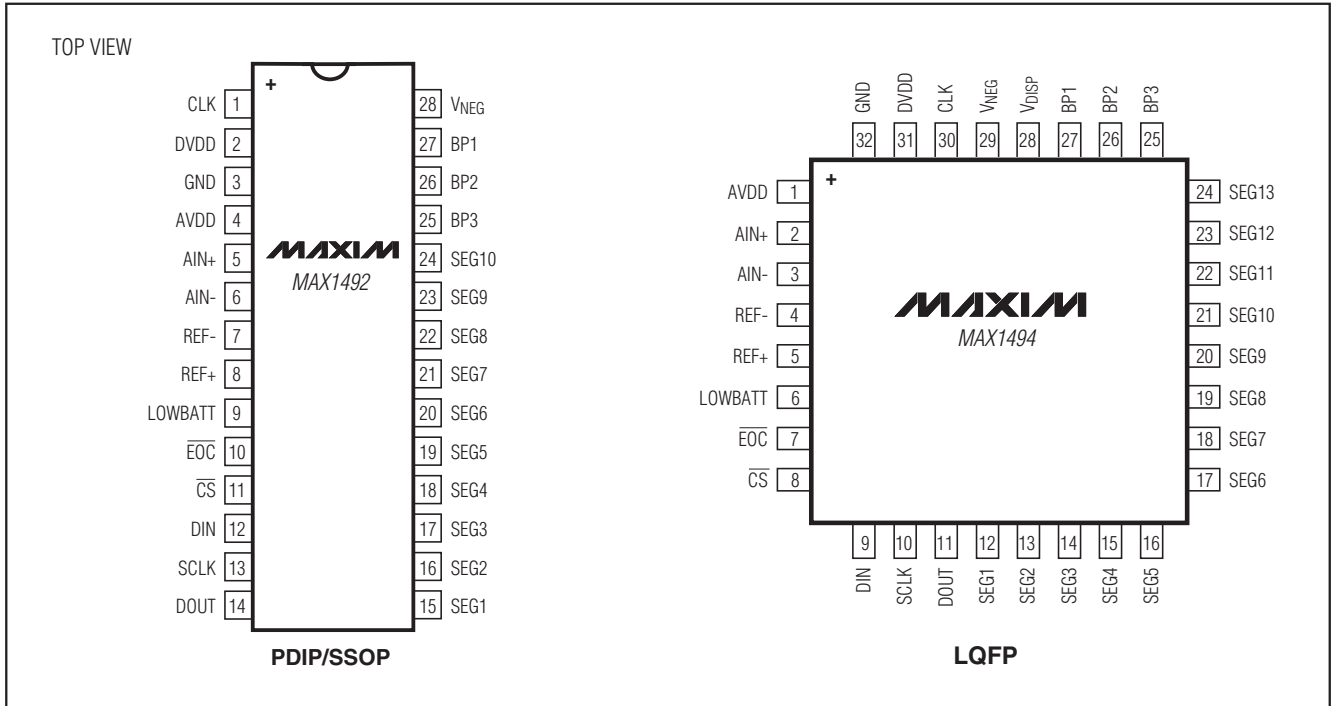 TOP VIEW
+
CLK 1
DVDD 2
GND 3
AVDD 4
AIN+ 5
AIN- 6
REF- 7
REF+ 8
LOWBATT 9
E̅O̅C̅ 10
C̅S̅ 11
DIN 12
SCLK 13
DOUT 14
MAXIM
MAX1492
28 VNEG
27 BP1
26 BP2
25 BP3
24 SEG10
23 SEG9
22 SEG8
21 SEG7
20 SEG6
19 SEG5
18 SEG4
17 SEG3
16 SEG2
15 SEG1
PDIP/SSOP
GND DVDD CLK VNEG VDISP BP1 BP2 BP3
32 31 30 29 28 27 26 25
+
AVDD 1
AIN+ 2
AIN- 3
REF- 4
REF+ 5
LOWBATT 6
E̅O̅C̅ 7
C̅S̅ 8
MAXIM
MAX1494
24 SEG13
23 SEG12
22 SEG11
21 SEG10
20 SEG9
19 SEG8
18 SEG7
17 SEG6
9 10 11 12 13 14 15 16
DIN SCLK DOUT SEG1 SEG2 SEG3 SEG4 SEG5
LQFP